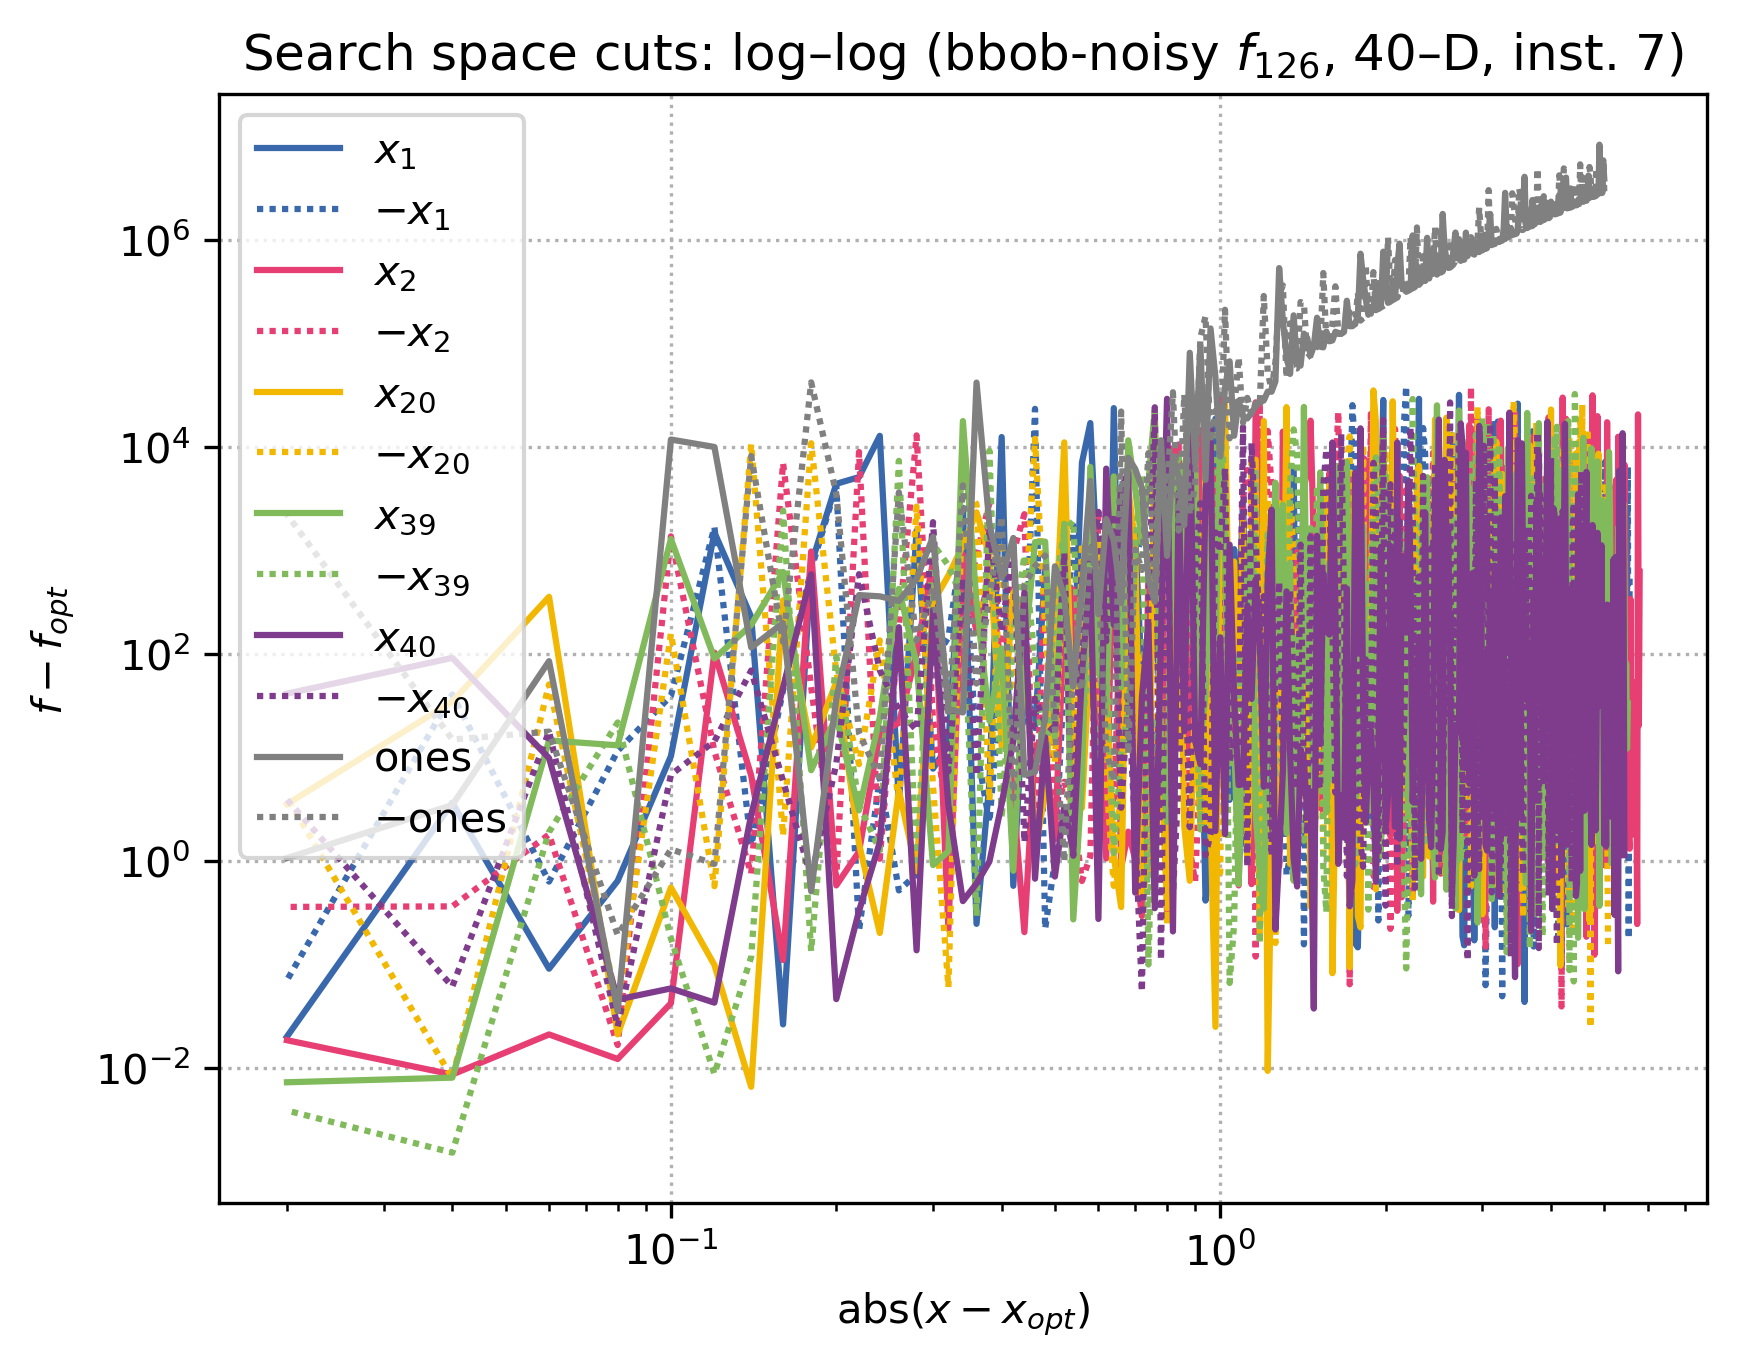 Search space cuts: log–log (bbob-noisy f126, 40–D, inst. 7)
x1
−x1
x2
−x2
x20
−x20
x39
−x39
x40
−x40
ones
−ones
10^6
10^4
10^2
10^0
10^−2
f − fopt
10^−1
10^0
abs(x − xopt)